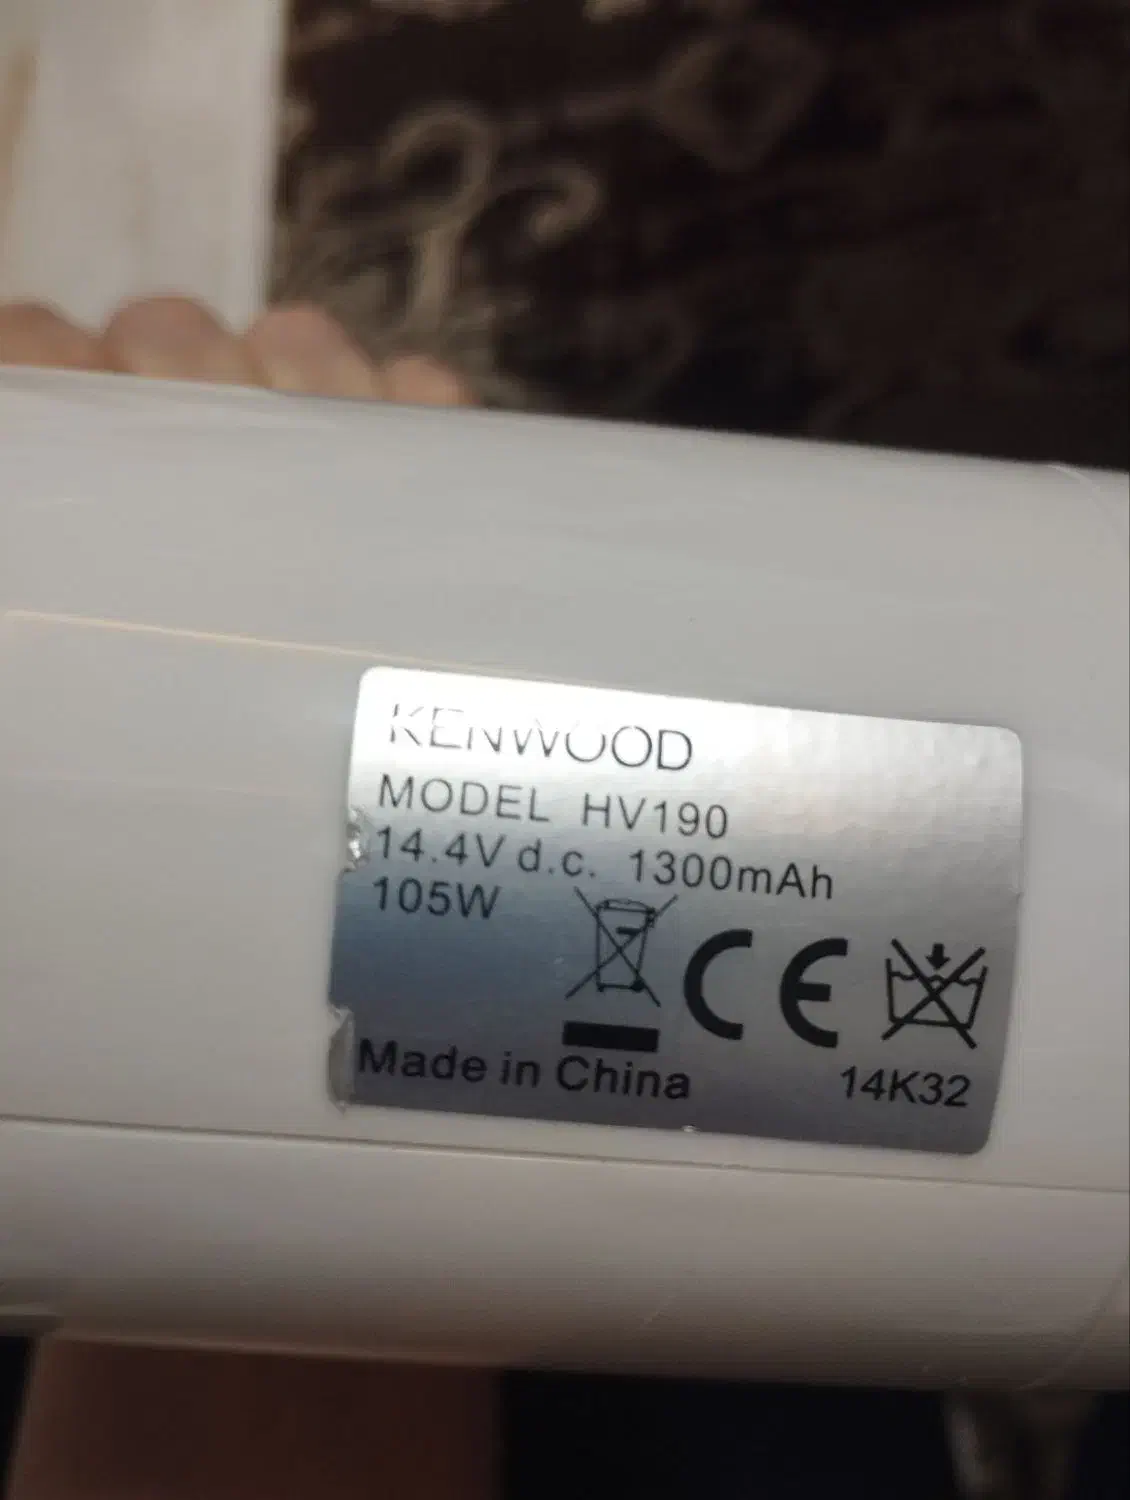 KENWOOD
MODEL HV190
14.4V d.c. 1300mAh
105W
CE
Made in China 14K32